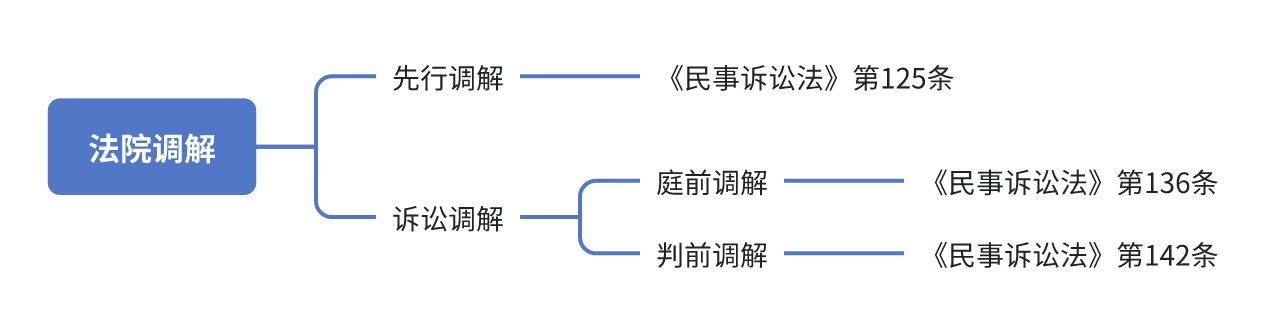 法院调解
先行调解
《民事诉讼法》第125条
诉讼调解
庭前调解
《民事诉讼法》第136条
判前调解
《民事诉讼法》第142条